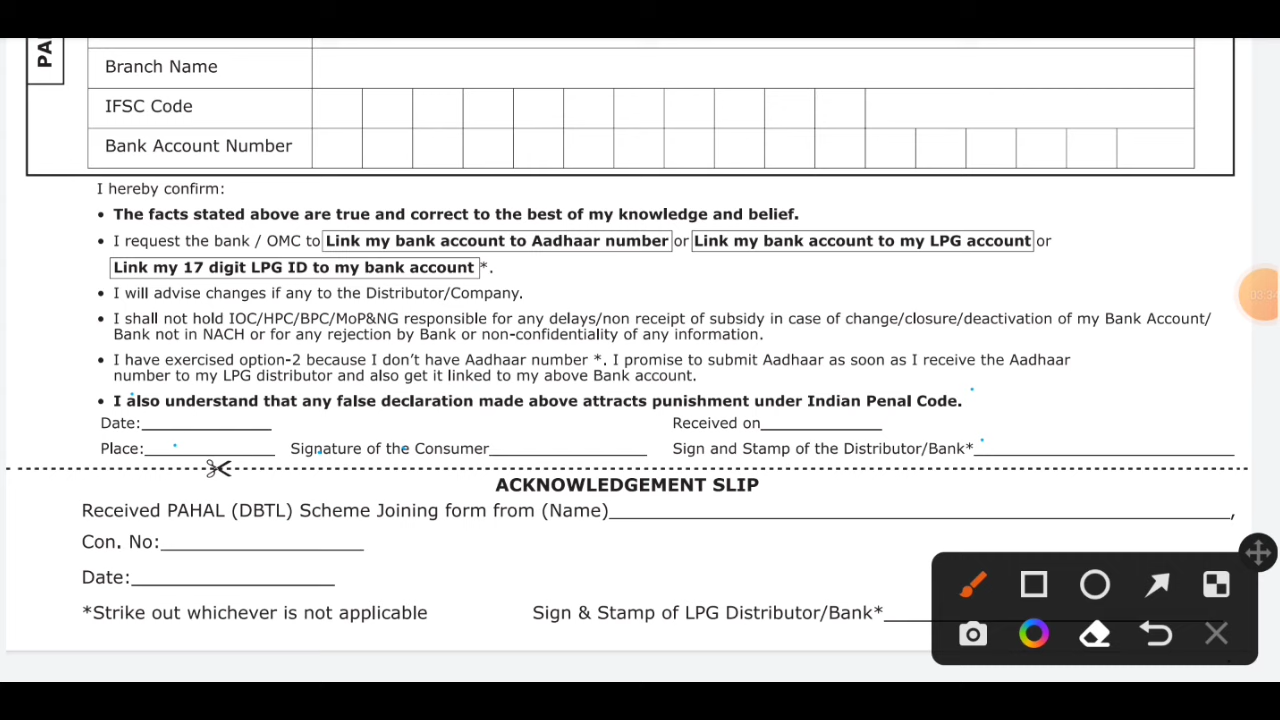 PA
Branch Name
IFSC Code
Bank Account Number
I hereby confirm:
• The facts stated above are true and correct to the best of my knowledge and belief.
• I request the bank / OMC to Link my bank account to Aadhaar number or Link my bank account to my LPG account or
Link my 17 digit LPG ID to my bank account *.
• I will advise changes if any to the Distributor/Company.
• I shall not hold IOC/HPC/BPC/MoP&NG responsible for any delays/non receipt of subsidy in case of change/closure/deactivation of my Bank Account/
Bank not in NACH or for any rejection by Bank or non-confidentiality of any information.
• I have exercised option-2 because I don't have Aadhaar number *. I promise to submit Aadhaar as soon as I receive the Aadhaar
number to my LPG distributor and also get it linked to my above Bank account.
• I also understand that any false declaration made above attracts punishment under Indian Penal Code.
Date:____________ Received on____________
Place:____________ Signature of the Consumer____________ Sign and Stamp of the Distributor/Bank*____________
ACKNOWLEDGEMENT SLIP
Received PAHAL (DBTL) Scheme Joining form from (Name)____________,
Con. No:____________
Date:____________
*Strike out whichever is not applicable Sign & Stamp of LPG Distributor/Bank*____________